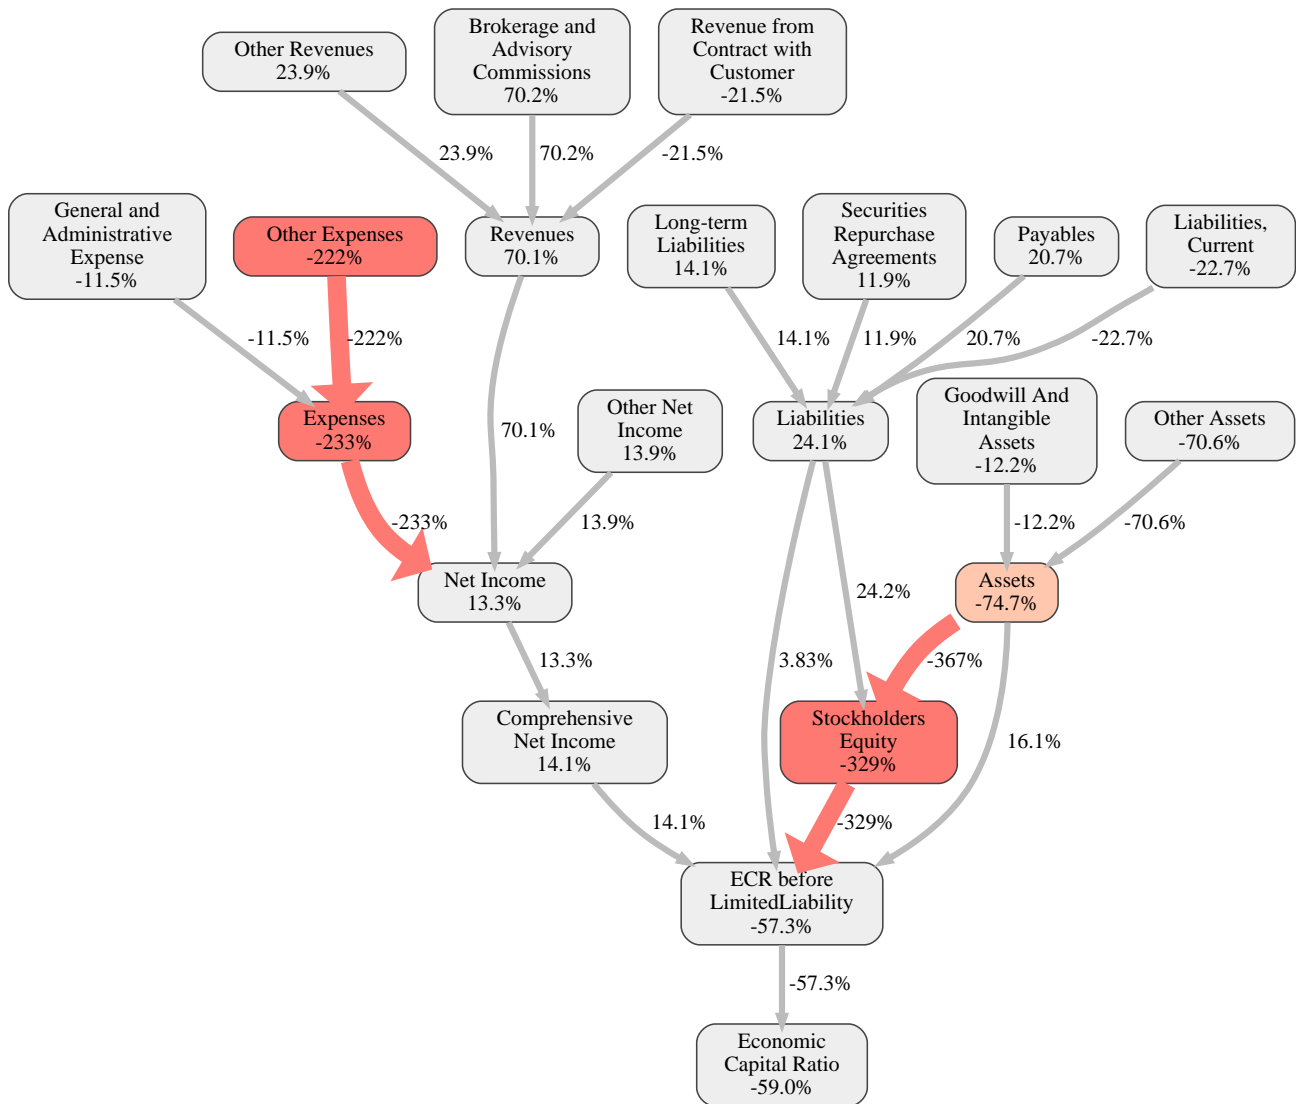 Other Revenues
23.9%
Brokerage and
Advisory
Commissions
70.2%
Revenue from
Contract with
Customer
-21.5%
23.9%
70.2%
-21.5%
General and
Administrative
Expense
-11.5%
Other Expenses
-222%
Revenues
70.1%
Long-term
Liabilities
14.1%
Securities
Repurchase
Agreements
11.9%
Payables
20.7%
Liabilities,
Current
-22.7%
-11.5%
-222%
14.1%
11.9%
20.7%
-22.7%
Expenses
-233%
70.1%
Other Net
Income
13.9%
Liabilities
24.1%
Goodwill And
Intangible
Assets
-12.2%
Other Assets
-70.6%
-233%
13.9%
-12.2%
-70.6%
Net Income
13.3%
24.2%
Assets
-74.7%
13.3%
3.83%
-367%
Comprehensive
Net Income
14.1%
Stockholders
Equity
-329%
16.1%
14.1%
-329%
ECR before
LimitedLiability
-57.3%
-57.3%
Economic
Capital Ratio
-59.0%